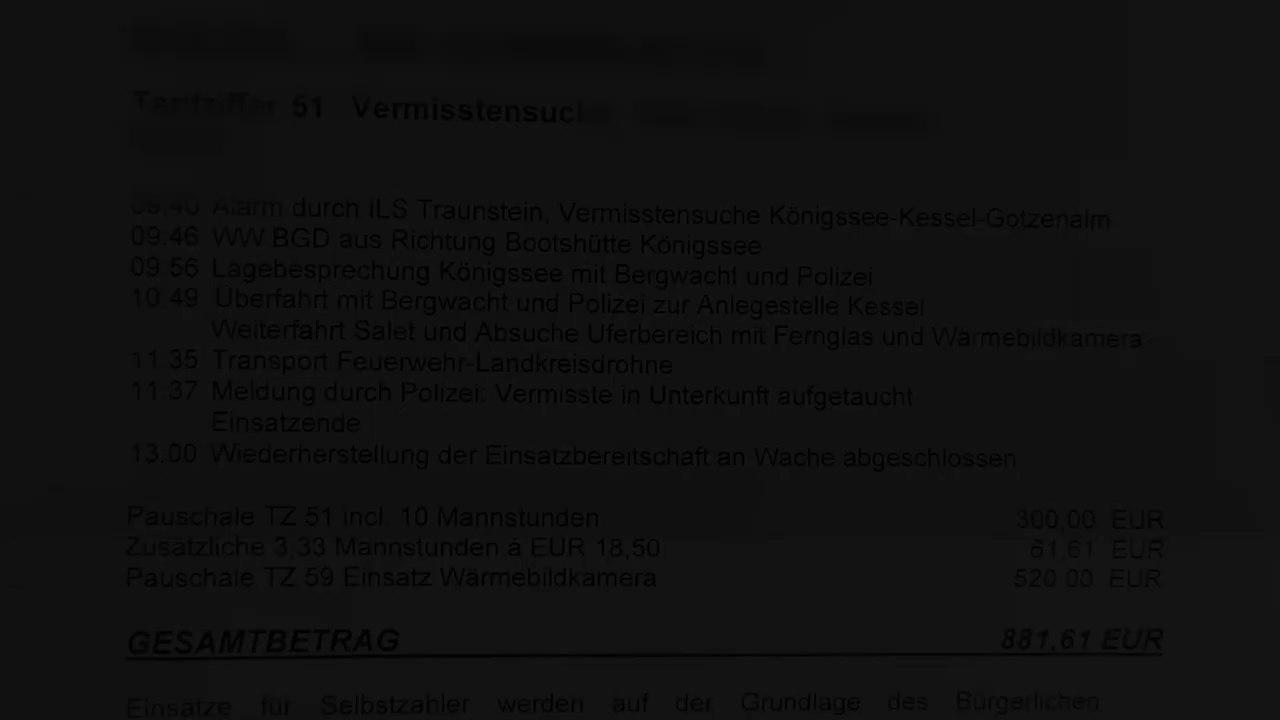 Tarifziffer 51 Vermisstensuche
09:40 Alarm durch ILS Traunstein, Vermisstensuche Königssee-Kessel-Gotzenalm
09:46 WW BGD aus Richtung Bootshütte Königssee
09:56 Lagebesprechung Königssee mit Bergwacht und Polizei
10:49 Überfahrt mit Bergwacht und Polizei zur Anlegestelle Kessel
Weiterfahrt Salet und Absuche Uferbereich mit Fernglas und Wärmebildkamera
11:35 Transport Feuerwehr-Landkreisdrohne
11:37 Meldung durch Polizei: Vermisste in Unterkunft aufgetaucht
Einsatzende
13:00 Wiederherstellung der Einsatzbereitschaft an Wache abgeschlossen
Pauschale TZ 51 incl. 10 Mannstunden 300,00 EUR
Zusätzliche 3,33 Mannstunden à EUR 18,50 61,61 EUR
Pauschale TZ 59 Einsatz Wärmebildkamera 520,00 EUR
GESAMTBETRAG 881,61 EUR
Einsätze für Selbstzahler werden auf der Grundlage des Bürgerlichen